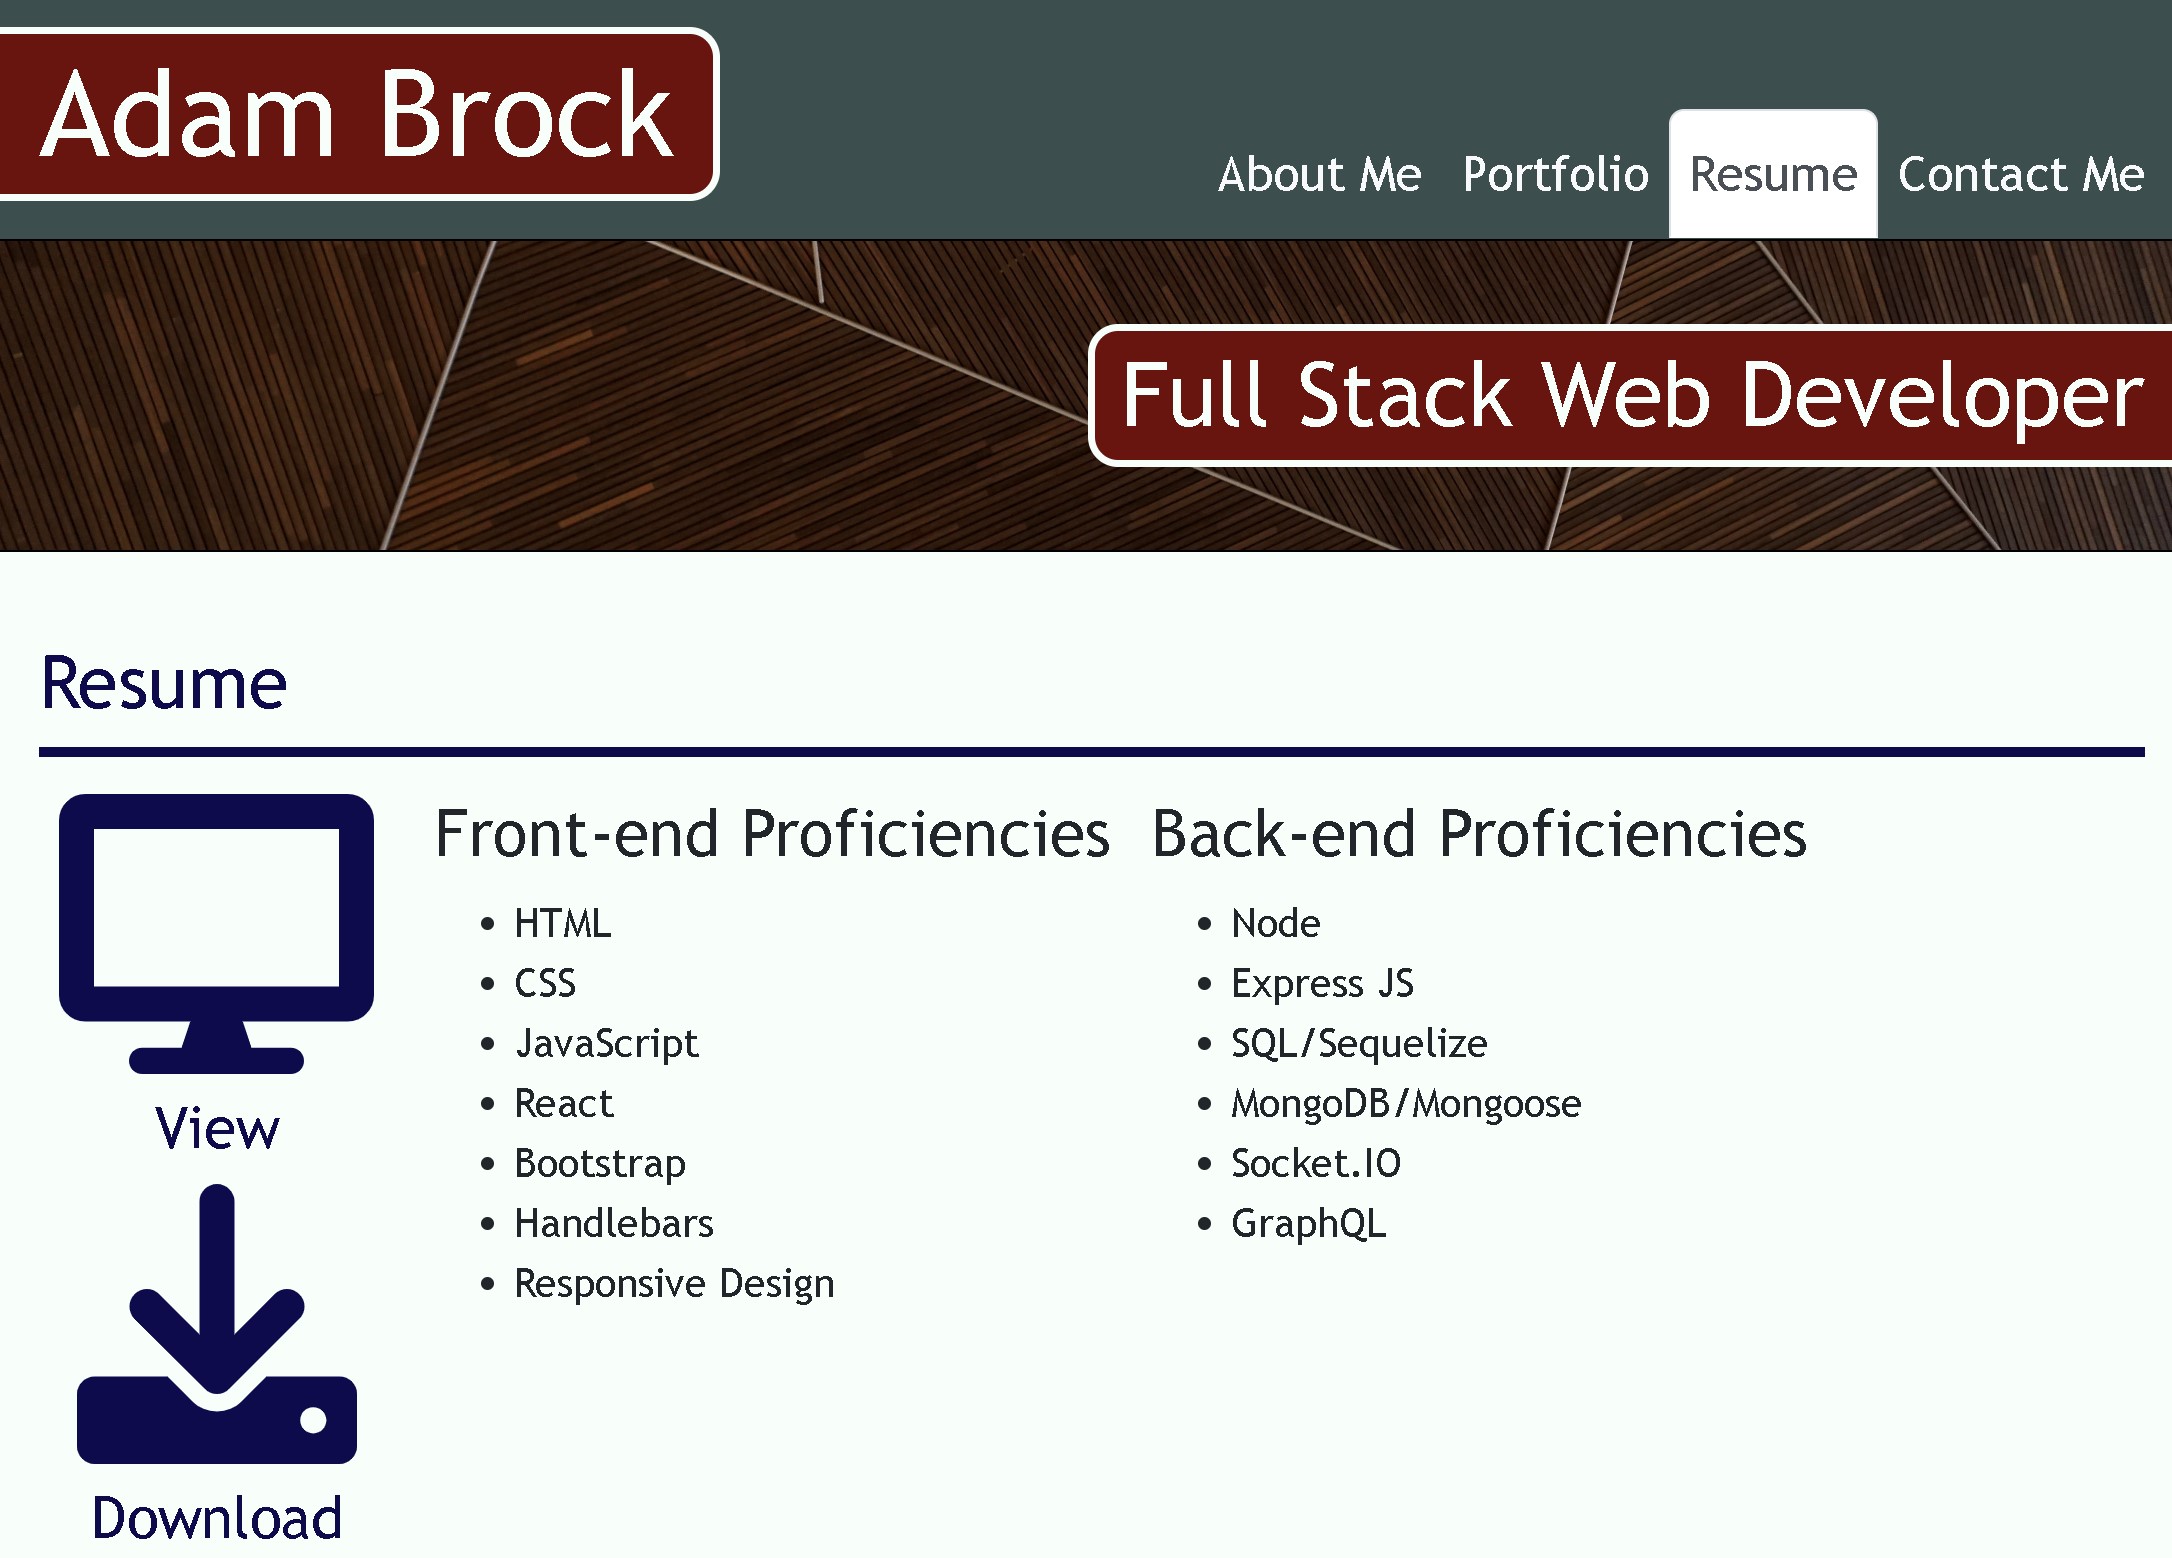 Adam Brock
About Me Portfolio Resume Contact Me
Full Stack Web Developer
Resume
View
Download
Front-end Proficiencies
HTML
CSS
JavaScript
React
Bootstrap
Handlebars
Responsive Design
Back-end Proficiencies
Node
Express JS
SQL/Sequelize
MongoDB/Mongoose
Socket.IO
GraphQL